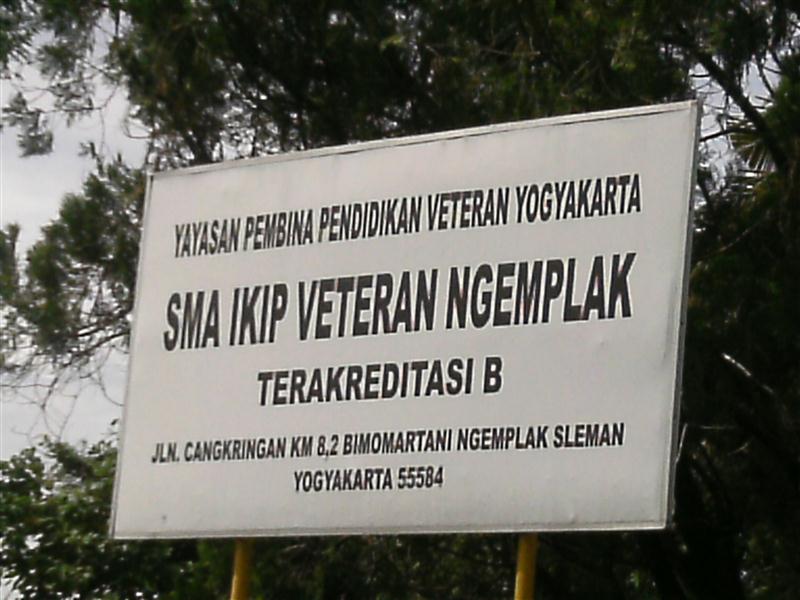 YAYASAN PEMBINA PENDIDIKAN VETERAN YOGYAKARTA
SMA IKIP VETERAN NGEMPLAK
TERAKREDITASI B
JLN. CANGKRINGAN KM 8,2 BIMOMARTANI NGEMPLAK SLEMAN
YOGYAKARTA 55584